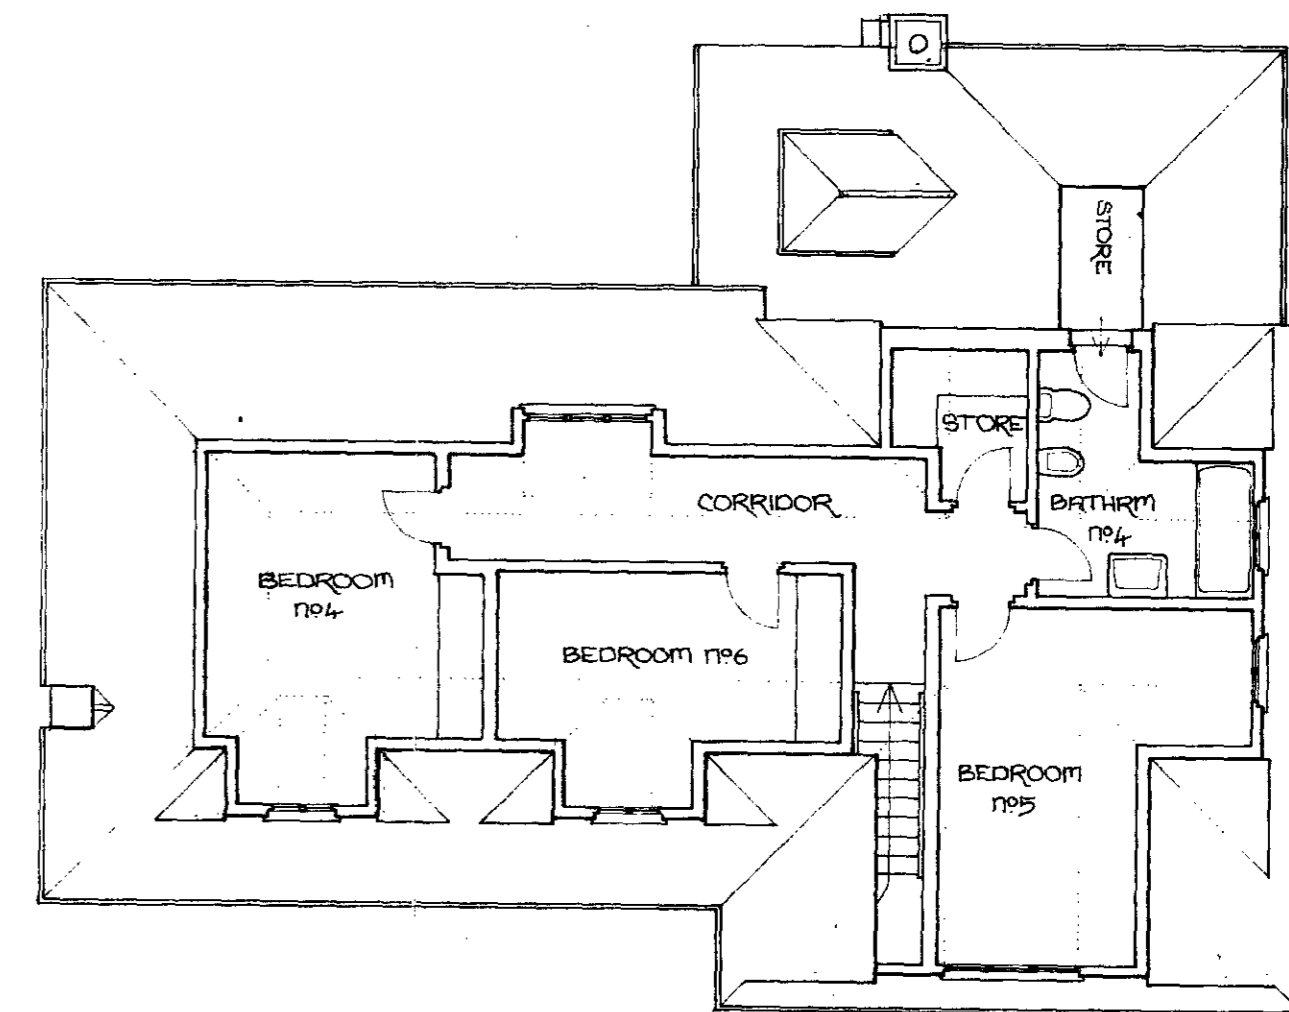 STORE
STORE
CORRIDOR
BATHRM
nº4
BEDROOM
nº4
BEDROOM nº6
BEDROOM
nº5